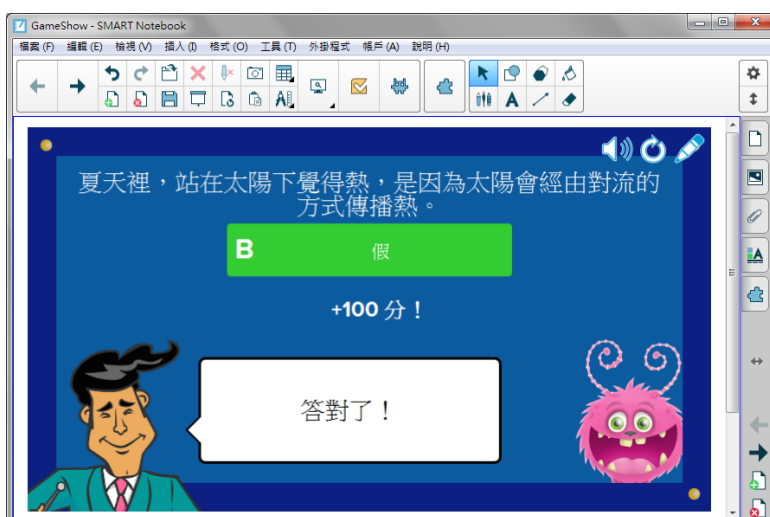 GameShow - SMART Notebook
檔案 (F) 編輯 (E) 檢視 (V) 插入 (I) 格式 (O) 工具 (T) 外掛程式 帳戶 (A) 說明 (H)
夏天裡，站在太陽下覺得熱，是因為太陽會經由對流的
方式傳播熱。
B 假
+100 分！
答對了！